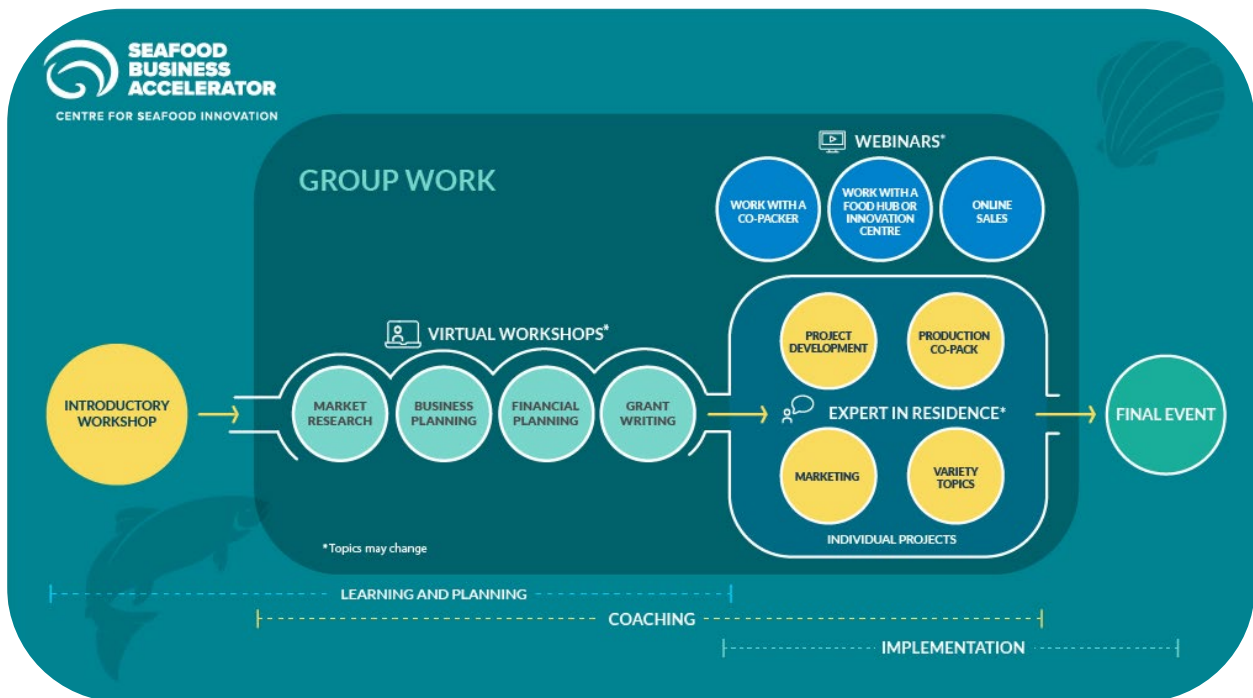 SEAFOOD
BUSINESS
ACCELERATOR
CENTRE FOR SEAFOOD INNOVATION
GROUP WORK
WEBINARS*
WORK WITH A
CO-PACKER
WORK WITH A
FOOD HUB OR
INNOVATION
CENTRE
ONLINE
SALES
VIRTUAL WORKSHOPS*
INTRODUCTORY
WORKSHOP
MARKET
RESEARCH
BUSINESS
PLANNING
FINANCIAL
PLANNING
GRANT
WRITING
PROJECT
DEVELOPMENT
PRODUCTION
CO-PACK
EXPERT IN RESIDENCE*
MARKETING
VARIETY
TOPICS
INDIVIDUAL PROJECTS
FINAL EVENT
*Topics may change
LEARNING AND PLANNING
COACHING
IMPLEMENTATION